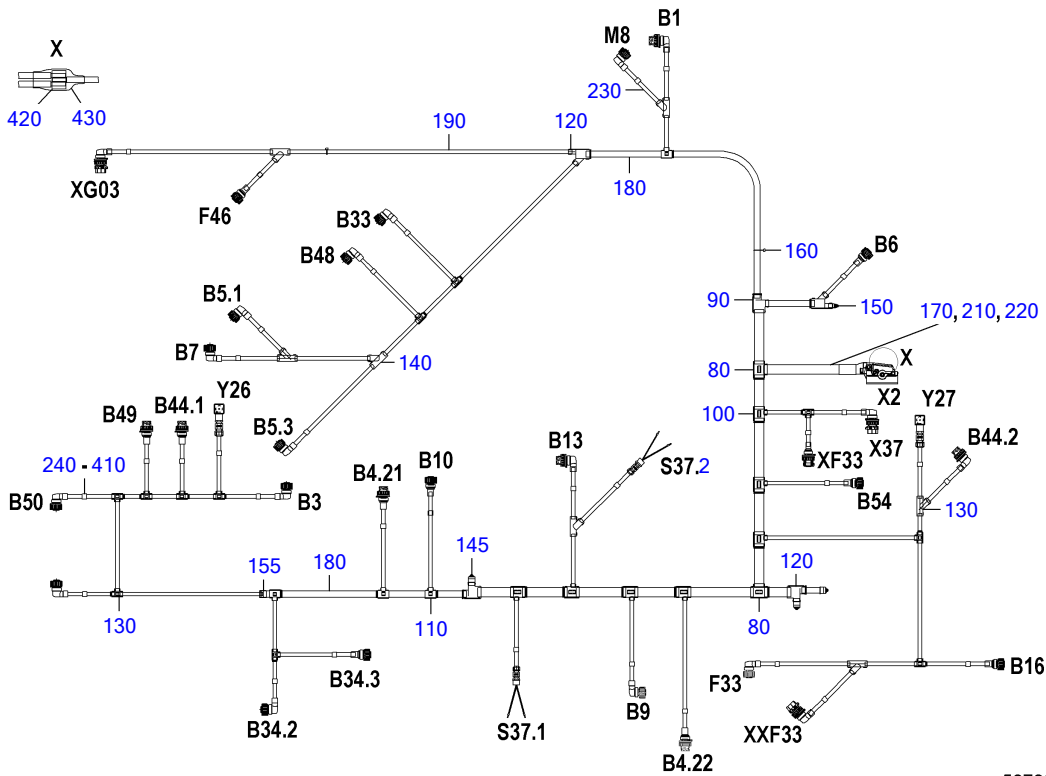 B1
M8
X
230
420 430
190
120
XG03
180
F46
B33
B48
160
B6
B5.1
90
150
170, 210, 220
B7
140
X
80
Y26
X2
Y27
B49
B44.1
100
B5.3
B13
B44.2
X37
240 - 410
B4.21
B10
S37.2
XF33
B50
B3
B54
130
145
155
180
120
130
110
80
B34.3
F33
B16
B34.2
S37.1
B9
XXF33
B4.22